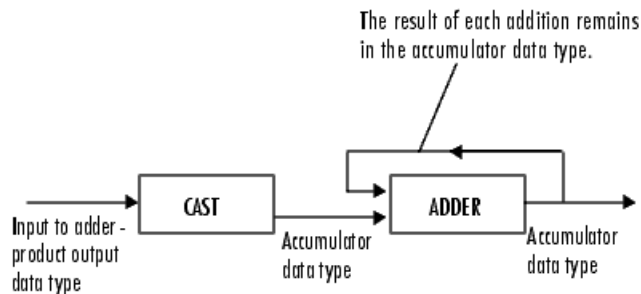 The result of each addition remains
in the accumulator data type.
CAST
ADDER
Input to adder -
product output
data type
Accumulator
data type
Accumulator
data type